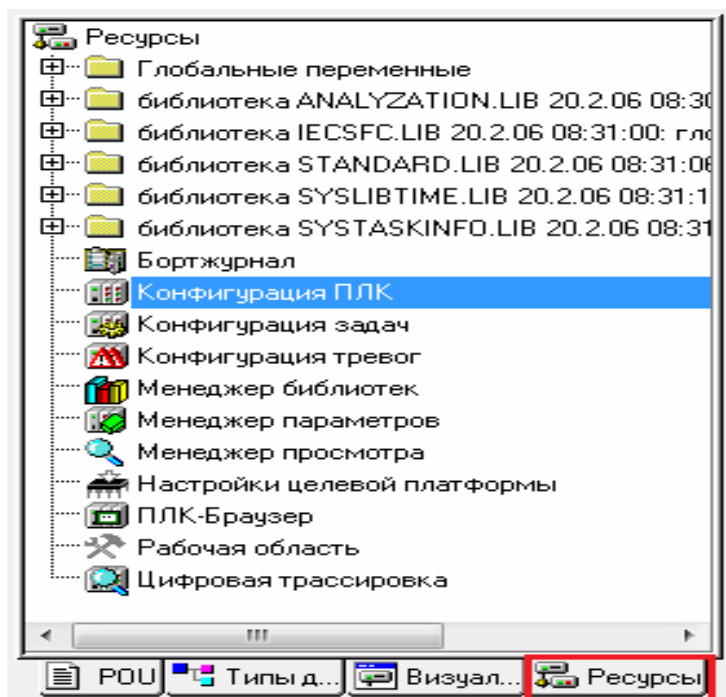 Ресурсы
Глобальные переменные
библиотека ANALYZATION.LIB 20.2.06 08:30
библиотека IECSFC.LIB 20.2.06 08:31:00: гло
библиотека STANDARD.LIB 20.2.06 08:31:06
библиотека SYSLIBTIME.LIB 20.2.06 08:31:1
библиотека SYSTASKINFO.LIB 20.2.06 08:31
Бортжурнал
Конфигурация ПЛК
Конфигурация задач
Конфигурация тревог
Менеджер библиотек
Менеджер параметров
Менеджер просмотра
Настройки целевой платформы
ПЛК-Браузер
Рабочая область
Цифровая трассировка
POU Типы д... Визуал... Ресурсы